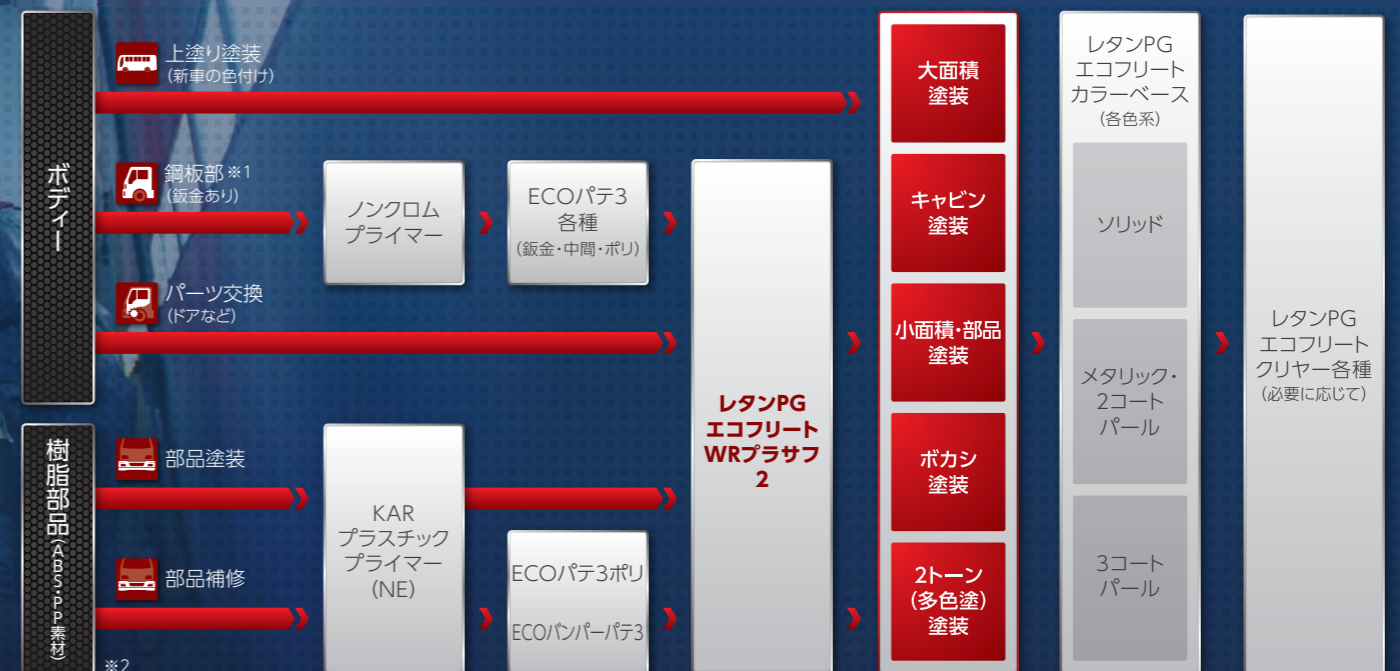 ボディー
上塗り塗装
(新車の色付け)
鋼板部※1
(鈑金あり)
ノンクロム
プライマー
ECOパテ3
各種
(鈑金・中間・ポリ)
パーツ交換
(ドアなど)
樹脂部品(ABS・PP素材)
※2
部品塗装
部品補修
KAR
プラスチック
プライマー
(NE)
ECOパテ3ポリ
ECOバンパーパテ3
レタンPG
エコフリート
WRプラサフ
2
大面積
塗装
キャビン
塗装
小面積・部品
塗装
ボカシ
塗装
2トーン
(多色塗)
塗装
レタンPG
エコフリート
カラーベース
(各色系)
ソリッド
メタリック・
2コート
パール
3コート
パール
レタンPG
エコフリート
クリヤー各種
(必要に応じて)